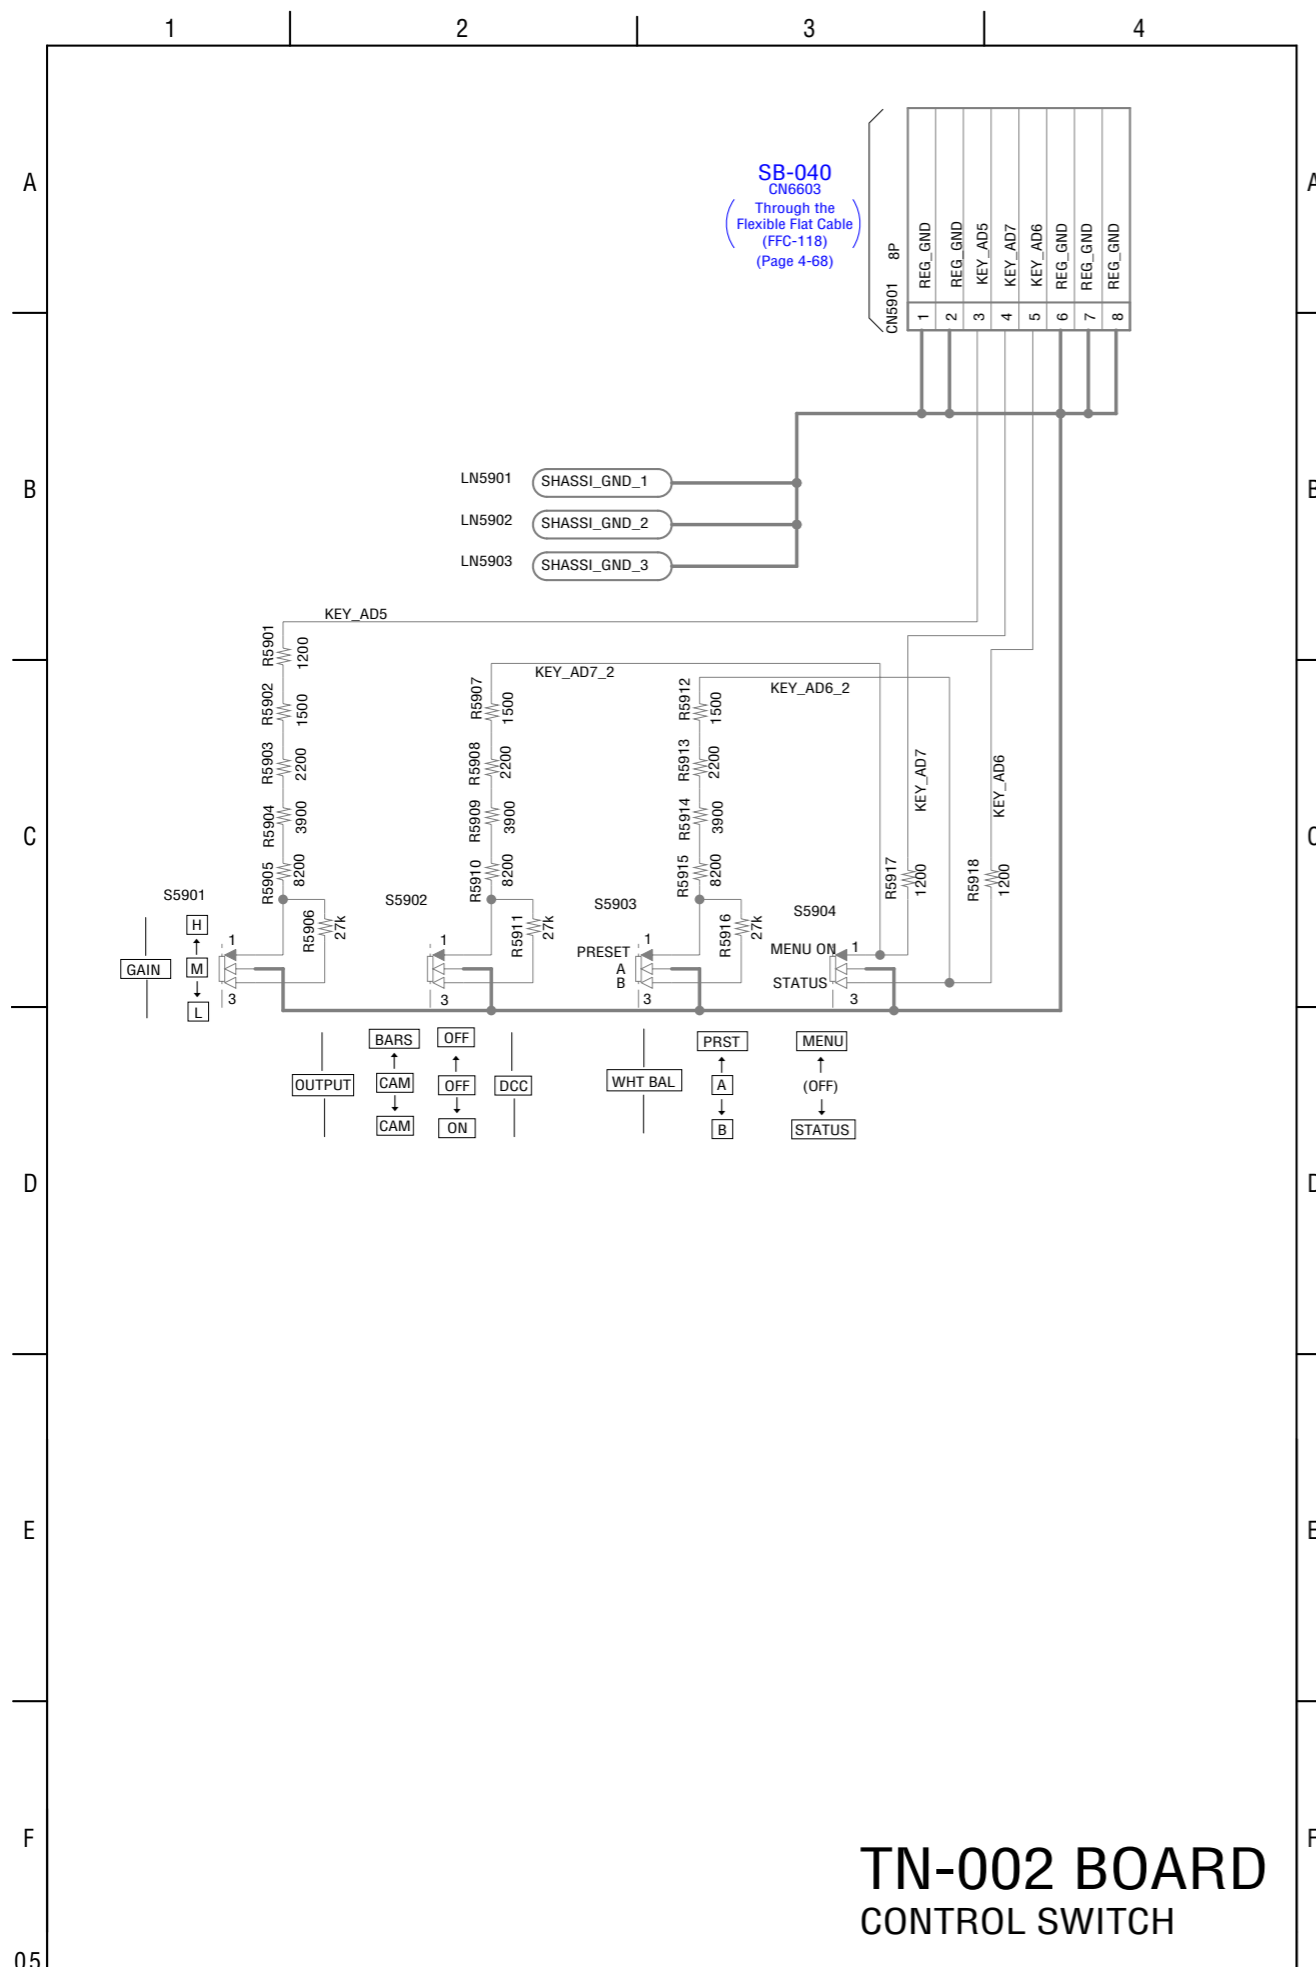 1 2 3 4
A A
SB-040
CN6603
Through the
Flexible Flat Cable
(FFC-118)
(Page 4-68)
CN5901 8P
REG_GND
REG_GND
KEY_AD5
KEY_AD7
KEY_AD6
REG_GND
REG_GND
REG_GND
1 2 3 4 5 6 7 8
B B
LN5901 SHASSI_GND_1
LN5902 SHASSI_GND_2
LN5903 SHASSI_GND_3
KEY_AD5
R5901 1200
R5902 1500
R5903 2200
R5904 3900
R5905 8200
R5906 27k
KEY_AD7_2
R5907 1500
R5908 2200
R5909 3900
R5910 8200
R5911 27k
KEY_AD6_2
R5912 1500
R5913 2200
R5914 3900
R5915 8200
R5916 27k
KEY_AD7
R5917 1200
KEY_AD6
R5918 1200
C C
S5901
GAIN
H
M
L
1
3
S5902
1
3
S5903
PRESET
A
B
1
3
S5904
MENU ON
STATUS
1
3
OUTPUT
BARS
CAM
CAM
OFF
OFF
ON
DCC
WHT BAL
PRST
A
B
MENU
(OFF)
STATUS
D D
E E
F F
TN-002 BOARD
CONTROL SWITCH
05